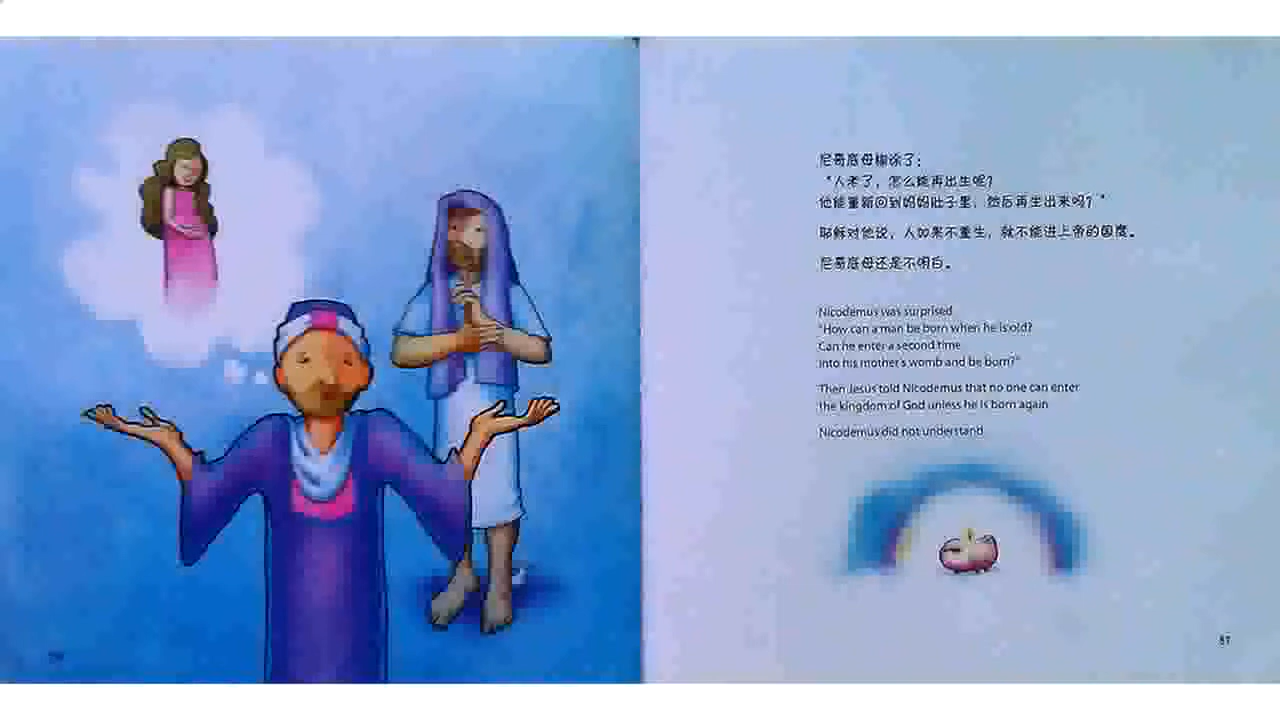 尼哥底母糊涂了：
“人老了，怎么能再出生呢？
他能重新回到妈妈肚子里，然后再生出来吗？”
耶稣对他说，人如果不重生，就不能进上帝的国度。
尼哥底母还是不明白。
Nicodemus was surprised
"How can a man be born when he is old?
Can he enter a second time
into his mother's womb and be born?"
Then Jesus told Nicodemus that no one can enter
the kingdom of God unless he is born again
Nicodemus did not understand
57